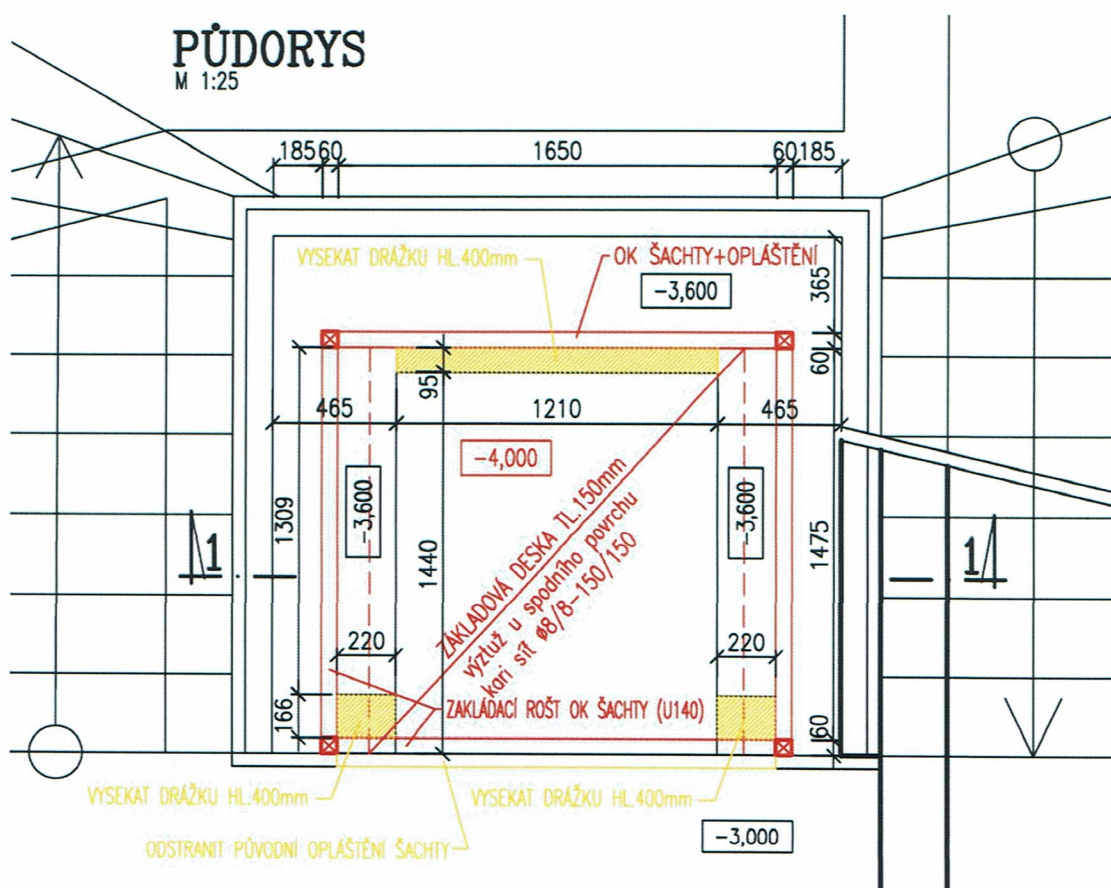 PŮDORYS
M 1:25
185 60 1650 60 185
VYSEKAT DRÁŽKU HL.400mm
OK ŠACHTY+OPLÁŠTĚNÍ
-3,600
365
60
95
465 1210 465
-4,000
-3,600
-3,600
1309
1440
1475
ZÁKLADOVÁ DESKA TL.150mm
výztuž u spodního povrchu
kari síť ø8/8-150/150
1
1
220
220
166
ZAKLÁDACÍ ROŠT OK ŠACHTY (U140)
60
VYSEKAT DRÁŽKU HL.400mm
VYSEKAT DRÁŽKU HL.400mm
ODSTRANIT PŮVODNÍ OPLÁŠTĚNÍ ŠACHTY
-3,000